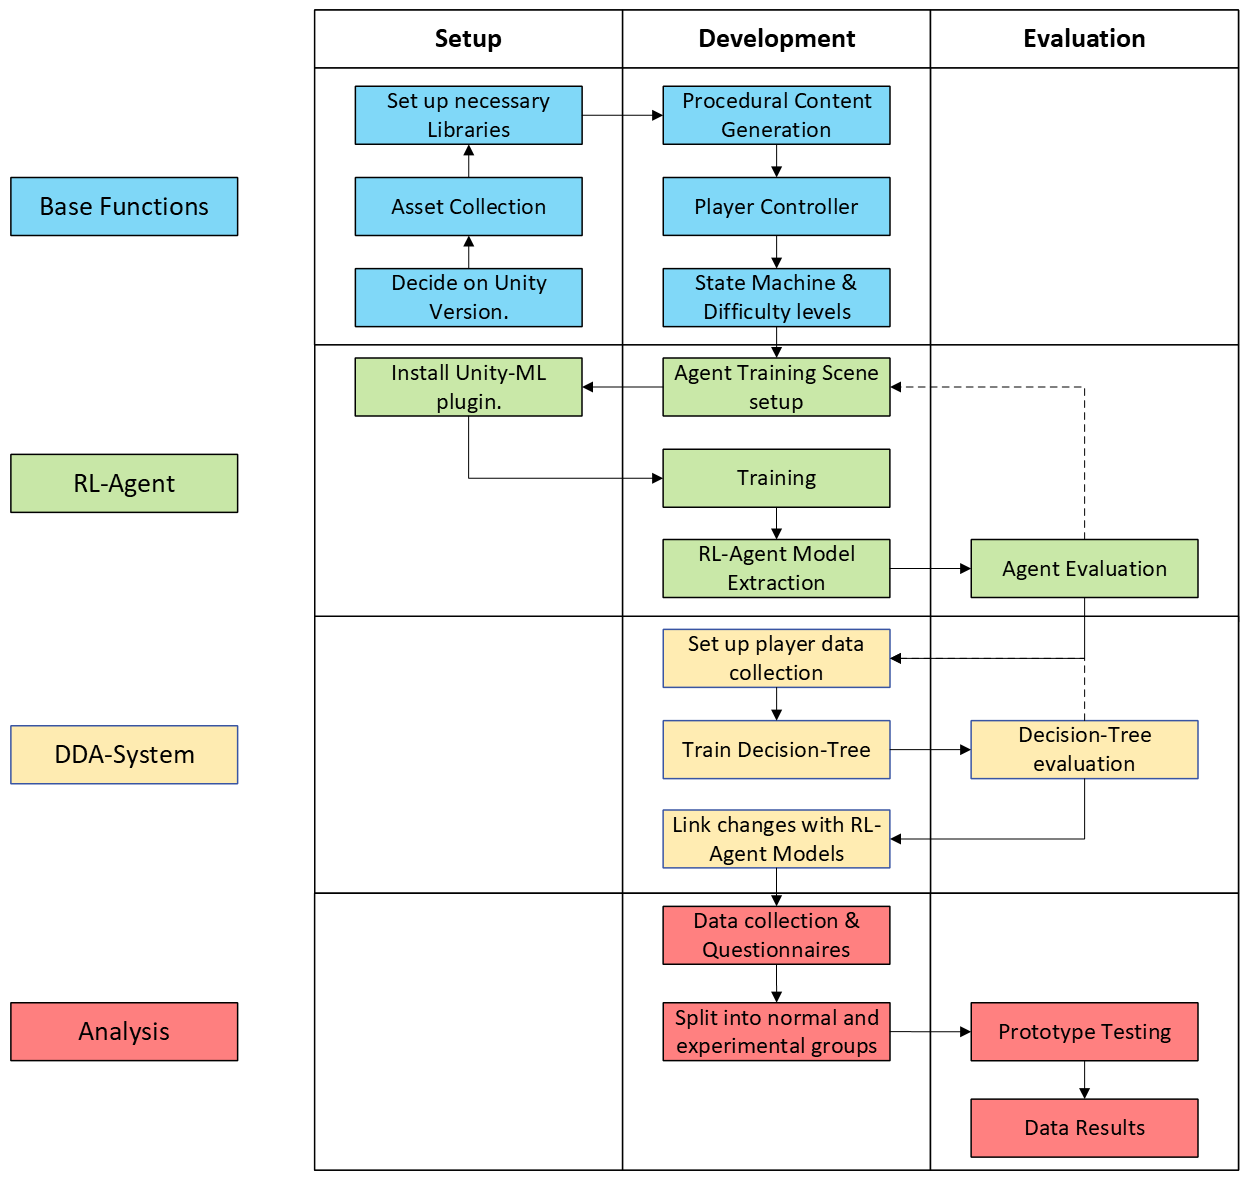 Setup
Development
Evaluation
Base Functions
Set up necessary
Libraries
Procedural Content
Generation
Asset Collection
Player Controller
Decide on Unity
Version.
State Machine &
Difficulty levels
RL-Agent
Install Unity-ML
plugin.
Agent Training Scene
setup
Training
RL-Agent Model
Extraction
Agent Evaluation
DDA-System
Set up player data
collection
Train Decision-Tree
Decision-Tree
evaluation
Link changes with RL-
Agent Models
Analysis
Data collection &
Questionnaires
Split into normal and
experimental groups
Prototype Testing
Data Results